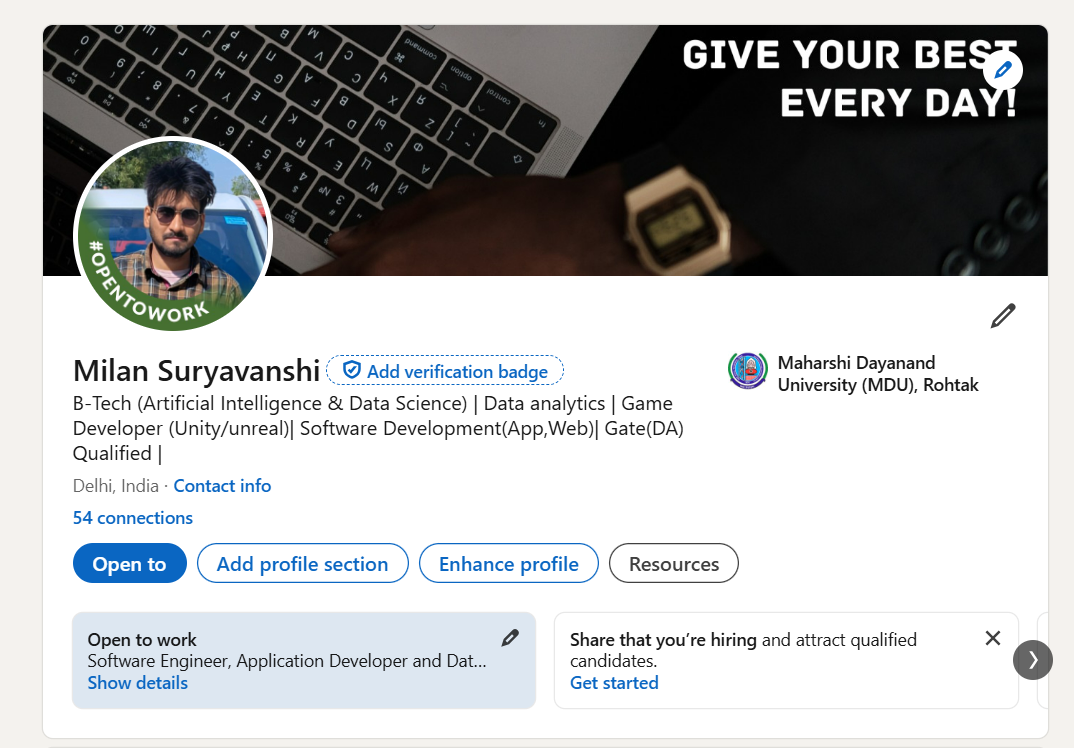 GIVE YOUR BEST
EVERY DAY!
#OPENTOWORK
Milan Suryavanshi
Add verification badge
B-Tech (Artificial Intelligence & Data Science) | Data analytics | Game
Developer (Unity/unreal)| Software Development(App,Web)| Gate(DA)
Qualified |
Maharshi Dayanand
University (MDU), Rohtak
Delhi, India · Contact info
54 connections
Open to
Add profile section
Enhance profile
Resources
Open to work
Software Engineer, Application Developer and Dat...
Show details
Share that you're hiring and attract qualified
candidates.
Get started